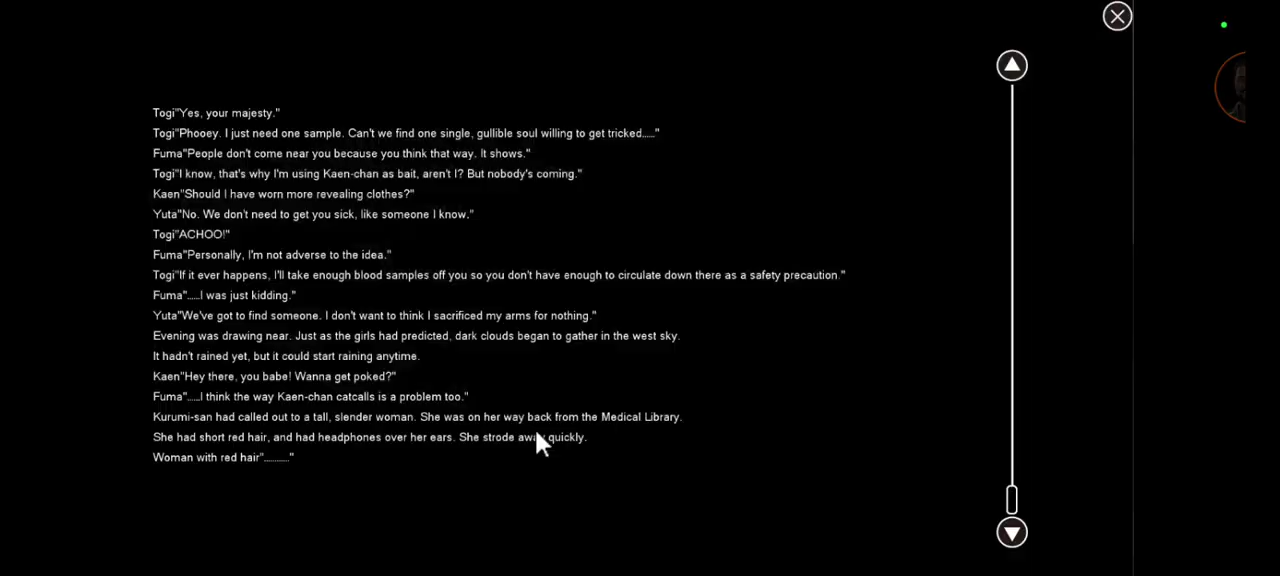 Togi"Yes, your majesty."
Togi"Phooey. I just need one sample. Can't we find one single, gullible soul willing to get tricked......"
Fuma"People don't come near you because you think that way. It shows."
Togi"I know, that's why I'm using Kaen-chan as bait, aren't I? But nobody's coming."
Kaen"Should I have worn more revealing clothes?"
Yuta"No. We don't need to get you sick, like someone I know."
Togi"ACHOO!"
Fuma"Personally, I'm not adverse to the idea."
Togi"If it ever happens, I'll take enough blood samples off you so you don't have enough to circulate down there as a safety precaution."
Fuma"......I was just kidding."
Yuta"We've got to find someone. I don't want to think I sacrificed my arms for nothing."
Evening was drawing near. Just as the girls had predicted, dark clouds began to gather in the west sky.
It hadn't rained yet, but it could start raining anytime.
Kaen"Hey there, you babe! Wanna get poked?"
Fuma"......I think the way Kaen-chan catcalls is a problem too."
Kurumi-san had called out to a tall, slender woman. She was on her way back from the Medical Library.
She had short red hair, and had headphones over her ears. She strode away quickly.
Woman with red hair"............"